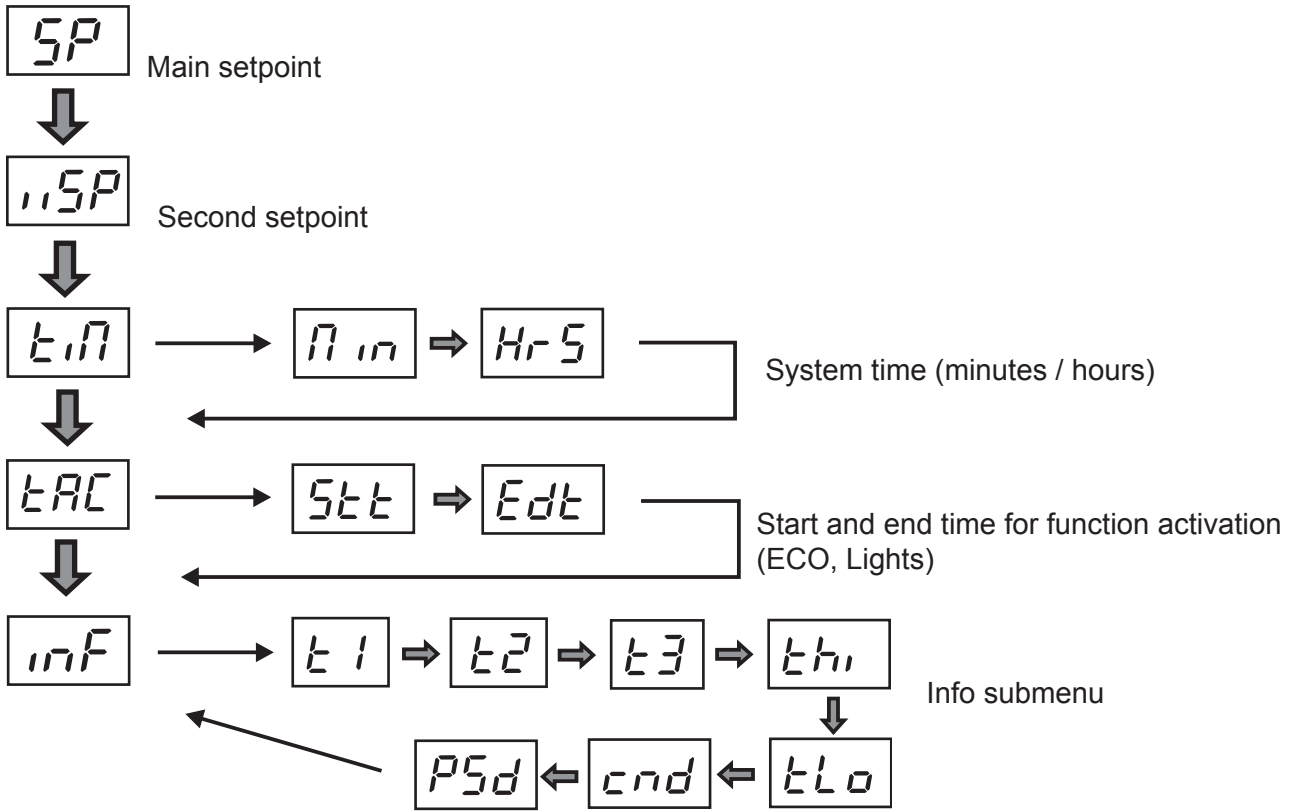 SP
Main setpoint
iiSP
Second setpoint
tiM
Min
HrS
System time (minutes / hours)
tAC
Stt
Edt
Start and end time for function activation
(ECO, Lights)
inF
t1
t2
t3
thi
Info submenu
tLo
cnd
PSd